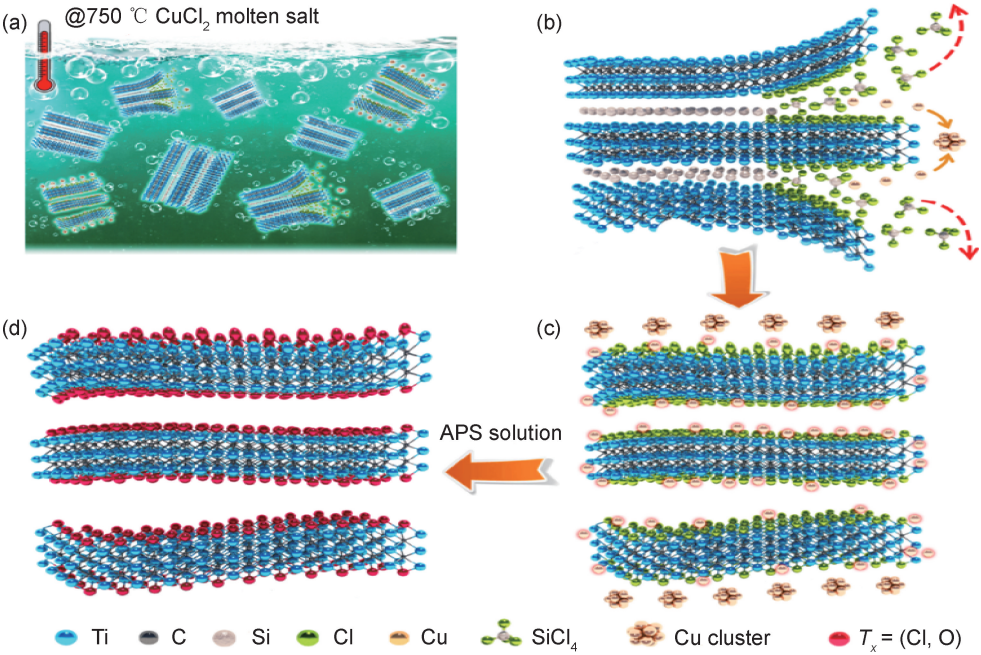 (a) @750 ℃ CuCl₂ molten salt
(b)
(d)
(c)
APS solution
Ti C Si Cl Cu SiCl₄ Cu cluster Tₓ = (Cl, O)